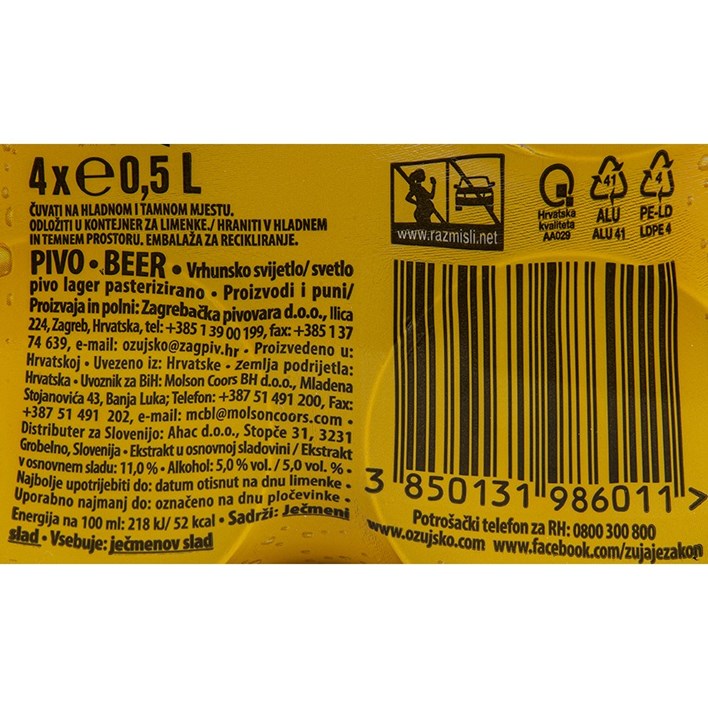 4 x ℮ 0,5 L
ČUVATI NA HLADNOM I TAMNOM MJESTU.
ODLOŽITI U KONTEJNER ZA LIMENKE./ HRANITI V HLADNEM
IN TEMNEM PROSTORU. EMBALAŽA ZA RECIKLIRANJE.
PIVO • BEER • Vrhunsko svijetlo/ svetlo
pivo lager pasterizirano • Proizvodi i puni/
Proizvaja in polni: Zagrebačka pivovara d.o.o., Ilica
224, Zagreb, Hrvatska, tel: +385 1 39 00 199, fax: +385 1 37
74 639, e-mail: ozujsko@zagpiv.hr • Proizvedeno u:
Hrvatskoj • Uvezeno iz: Hrvatske • Zemlja podrijetla:
Hrvatska • Uvoznik za BiH: Molson Coors BH d.o.o., Mladena
Stojanovića 43, Banja Luka; Telefon: +387 51 491 200, Fax:
+387 51 491 202, e-mail: mcbl@molsoncoors.com •
Distributer za Slovenijo: Ahac d.o.o., Stopče 31, 3231
Grobelno, Slovenija • Ekstrakt u osnovnoj sladovini / Ekstrakt
v osnovnem sladu: 11,0 % • Alkohol: 5,0 % vol. / 5,0 vol. % •
Najbolje upotrijebiti do: datum otisnut na dnu limenke •
Uporabno najmanj do: označeno na dnu pločevinke •
Energija na 100 ml: 218 kJ/ 52 kcal • Sadrži: Ječmeni
slad • Vsebuje: ječmenov slad
www.razmisli.net
Hrvatska
kvaliteta
AA029
41
ALU
ALU 41
4
PE-LD
LDPE 4
3 850131 986011 >
Potrošački telefon za RH: 0800 300 800
www.ozujsko.com www.facebook.com/zujajezakon